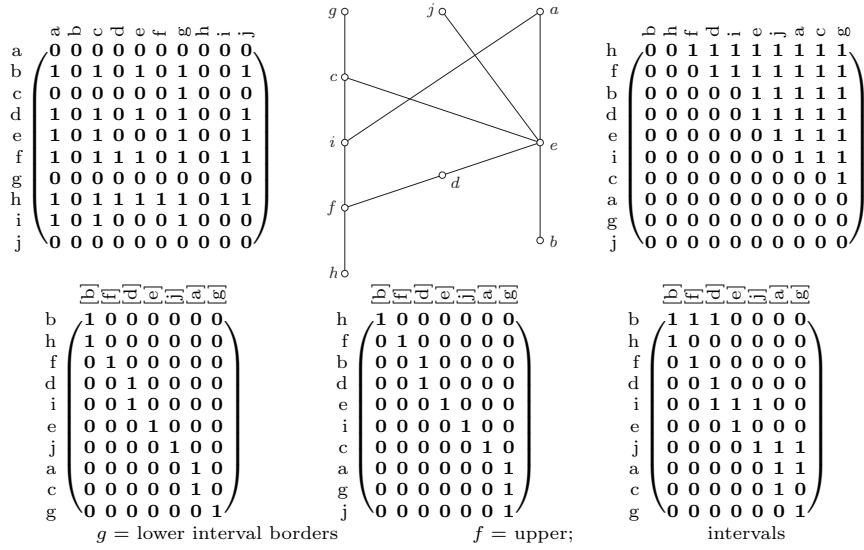 a b c d e f g h i j
a 0 0 0 0 0 0 0 0 0 0
b 1 0 1 0 1 0 1 0 0 1
c 0 0 0 0 0 0 0 0 0 0
d 1 0 1 0 1 0 1 0 0 1
e 1 0 1 0 0 0 1 0 0 1
f 1 0 1 1 1 0 1 0 1 1
g 0 0 0 0 0 0 0 0 0 0
h 1 0 1 1 1 1 1 0 1 1
i 1 0 1 0 0 0 1 0 0 0
j 0 0 0 0 0 0 0 0 0 0
g j a
c
i e
d
f
b
h
b h f d i e j a c g
h 0 0 1 1 1 1 1 1 1 1
f 0 0 0 1 1 1 1 1 1 1
b 0 0 0 0 0 1 1 1 1 1
d 0 0 0 0 0 1 1 1 1 1
e 0 0 0 0 0 0 1 1 1 1
i 0 0 0 0 0 0 0 1 1 1
c 0 0 0 0 0 0 0 0 0 1
a 0 0 0 0 0 0 0 0 0 0
g 0 0 0 0 0 0 0 0 0 0
j 0 0 0 0 0 0 0 0 0 0
[b] [f] [d] [e] [j] [a] [g]
b 1 0 0 0 0 0 0
h 1 0 0 0 0 0 0
f 0 1 0 0 0 0 0
d 0 0 1 0 0 0 0
i 0 0 1 0 0 0 0
e 0 0 0 1 0 0 0
j 0 0 0 0 1 0 0
a 0 0 0 0 0 1 0
c 0 0 0 0 0 1 0
g 0 0 0 0 0 0 1
[b] [f] [d] [e] [j] [a] [g]
h 1 0 0 0 0 0 0
f 0 1 0 0 0 0 0
b 0 0 1 0 0 0 0
d 0 0 1 0 0 0 0
e 0 0 0 1 0 0 0
i 0 0 0 0 1 0 0
c 0 0 0 0 0 1 0
a 0 0 0 0 0 0 1
g 0 0 0 0 0 0 1
j 0 0 0 0 0 0 1
[b] [f] [d] [e] [j] [a] [g]
b 1 1 1 0 0 0 0
h 1 0 0 0 0 0 0
f 0 1 0 0 0 0 0
d 0 0 1 0 0 0 0
i 0 0 1 1 1 0 0
e 0 0 0 1 0 0 0
j 0 0 0 0 1 1 1
a 0 0 0 0 0 1 1
c 0 0 0 0 0 1 0
g 0 0 0 0 0 0 1
g = lower interval borders f = upper; intervals